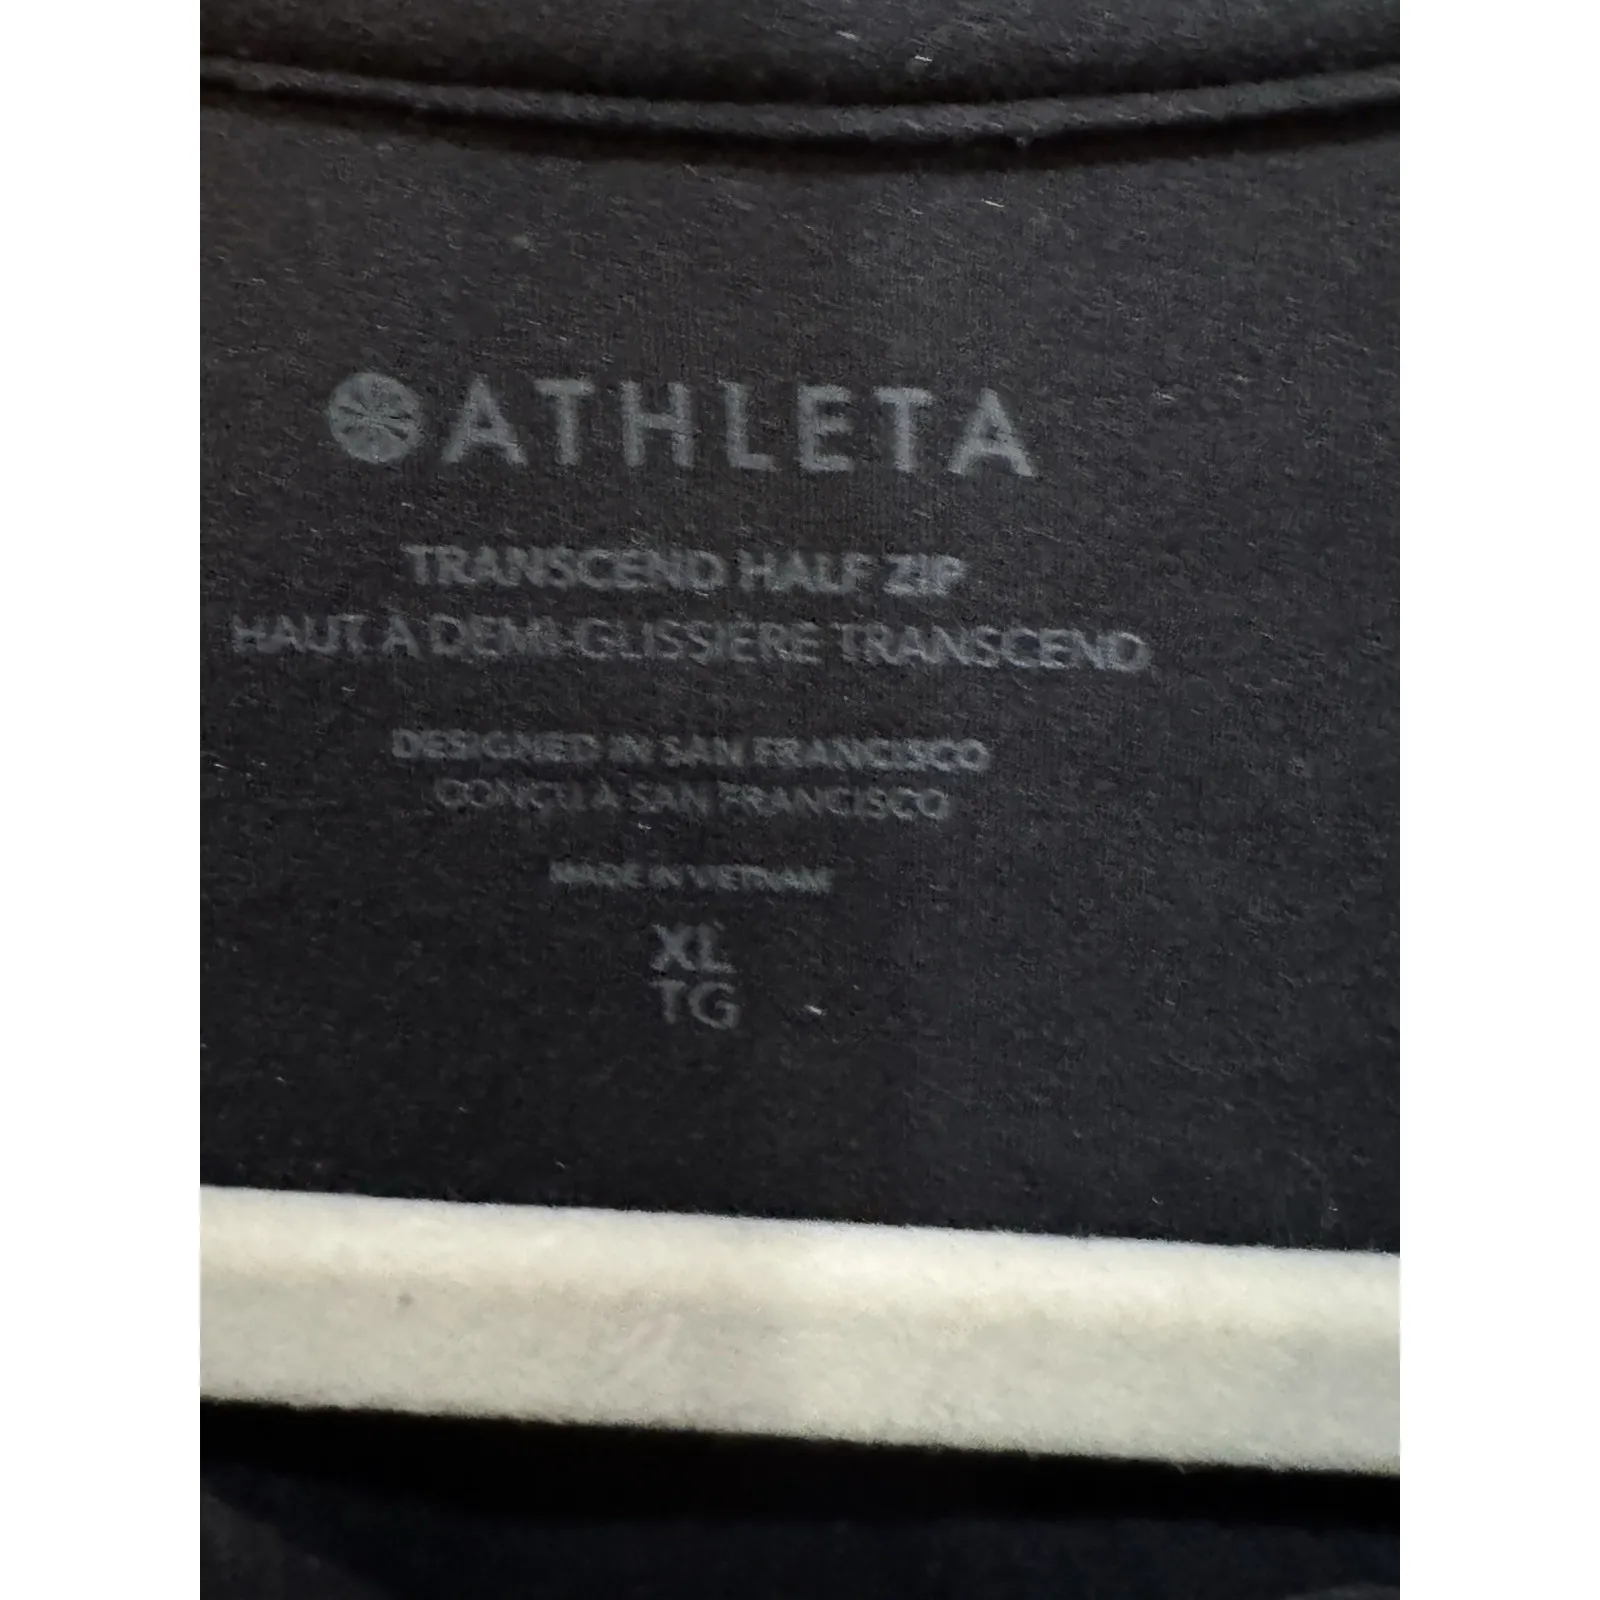 ATHLETA
TRANSCEND HALF ZIP
HAUT À DEMI-GLISSIÈRE TRANSCEND
DESIGNED IN SAN FRANCISCO
CONÇU À SAN FRANCISCO
MADE IN VIETNAM
XL
TG